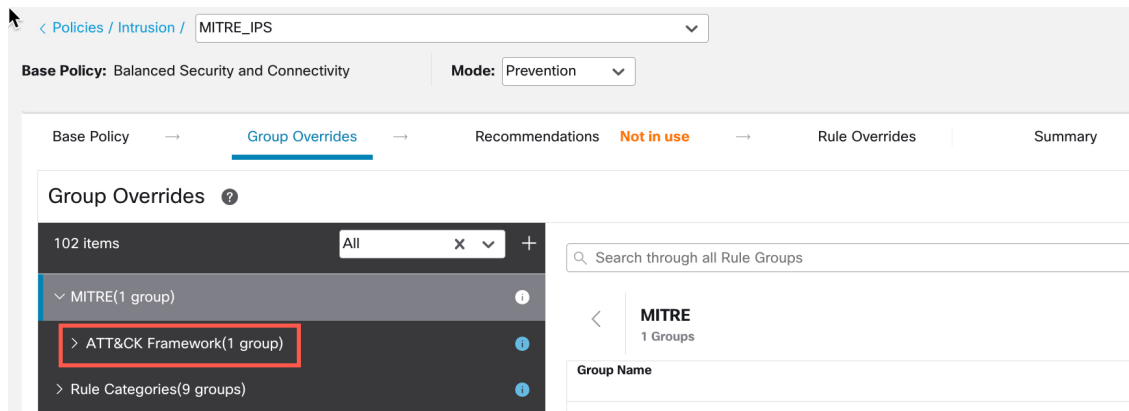 < Policies / Intrusion / MITRE_IPS
Base Policy: Balanced Security and Connectivity Mode: Prevention
Base Policy → Group Overrides → Recommendations Not in use → Rule Overrides Summary
Group Overrides ?
102 items All X +
Search through all Rule Groups
MITRE(1 group) i
MITRE
1 Groups
> ATT&CK Framework(1 group) i
Group Name
> Rule Categories(9 groups) i